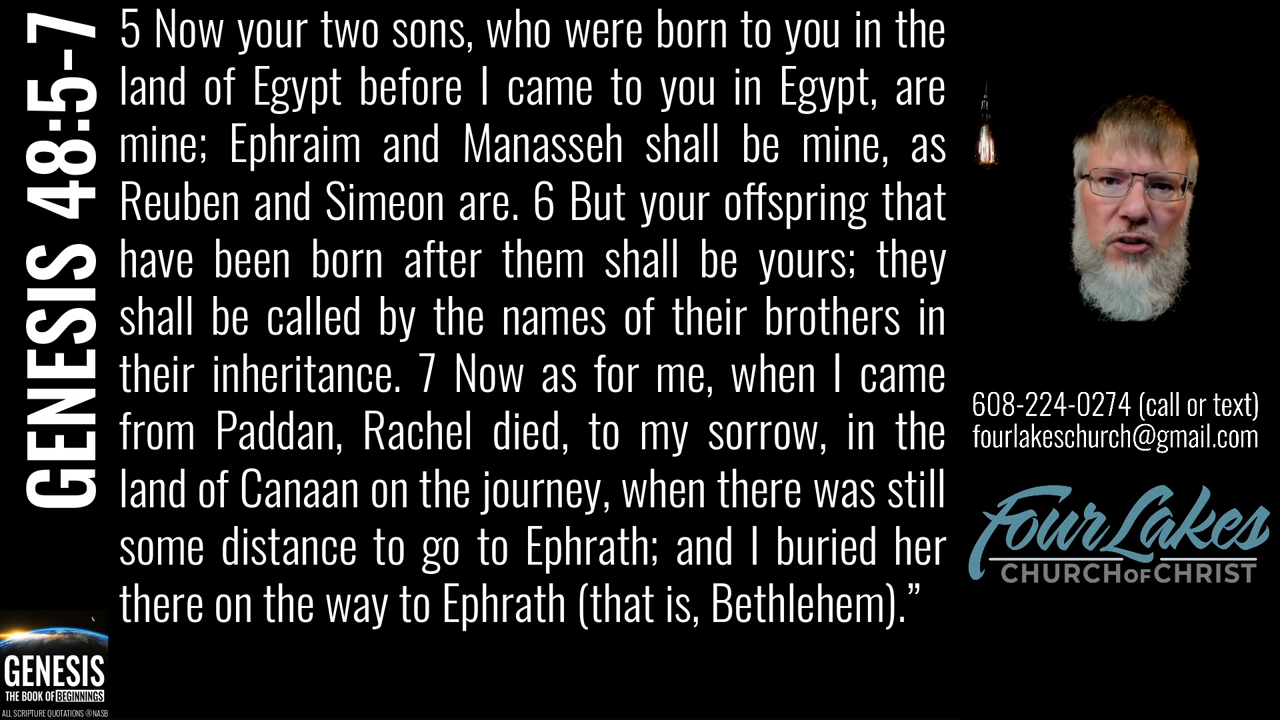 GENESIS 48:5-7
5 Now your two sons, who were born to you in the
land of Egypt before I came to you in Egypt, are
mine; Ephraim and Manasseh shall be mine, as
Reuben and Simeon are. 6 But your offspring that
have been born after them shall be yours; they
shall be called by the names of their brothers in
their inheritance. 7 Now as for me, when I came
from Paddan, Rachel died, to my sorrow, in the
land of Canaan on the journey, when there was still
some distance to go to Ephrath; and I buried her
there on the way to Ephrath (that is, Bethlehem).”
608-224-0274 (call or text)
fourlakeschurch@gmail.com
Four Lakes
CHURCH OF CHRIST
GENESIS
THE BOOK OF BEGINNINGS
ALL SCRIPTURE QUOTATIONS ®NASB